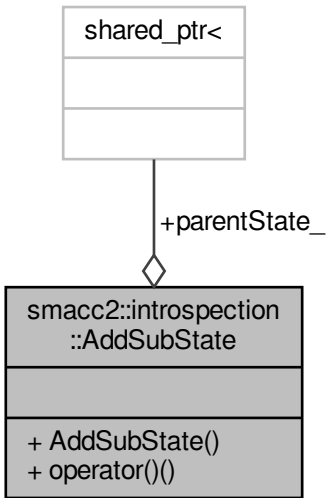 shared_ptr<
+parentState_
smacc2::introspection
::AddSubState
+ AddSubState()
+ operator()()